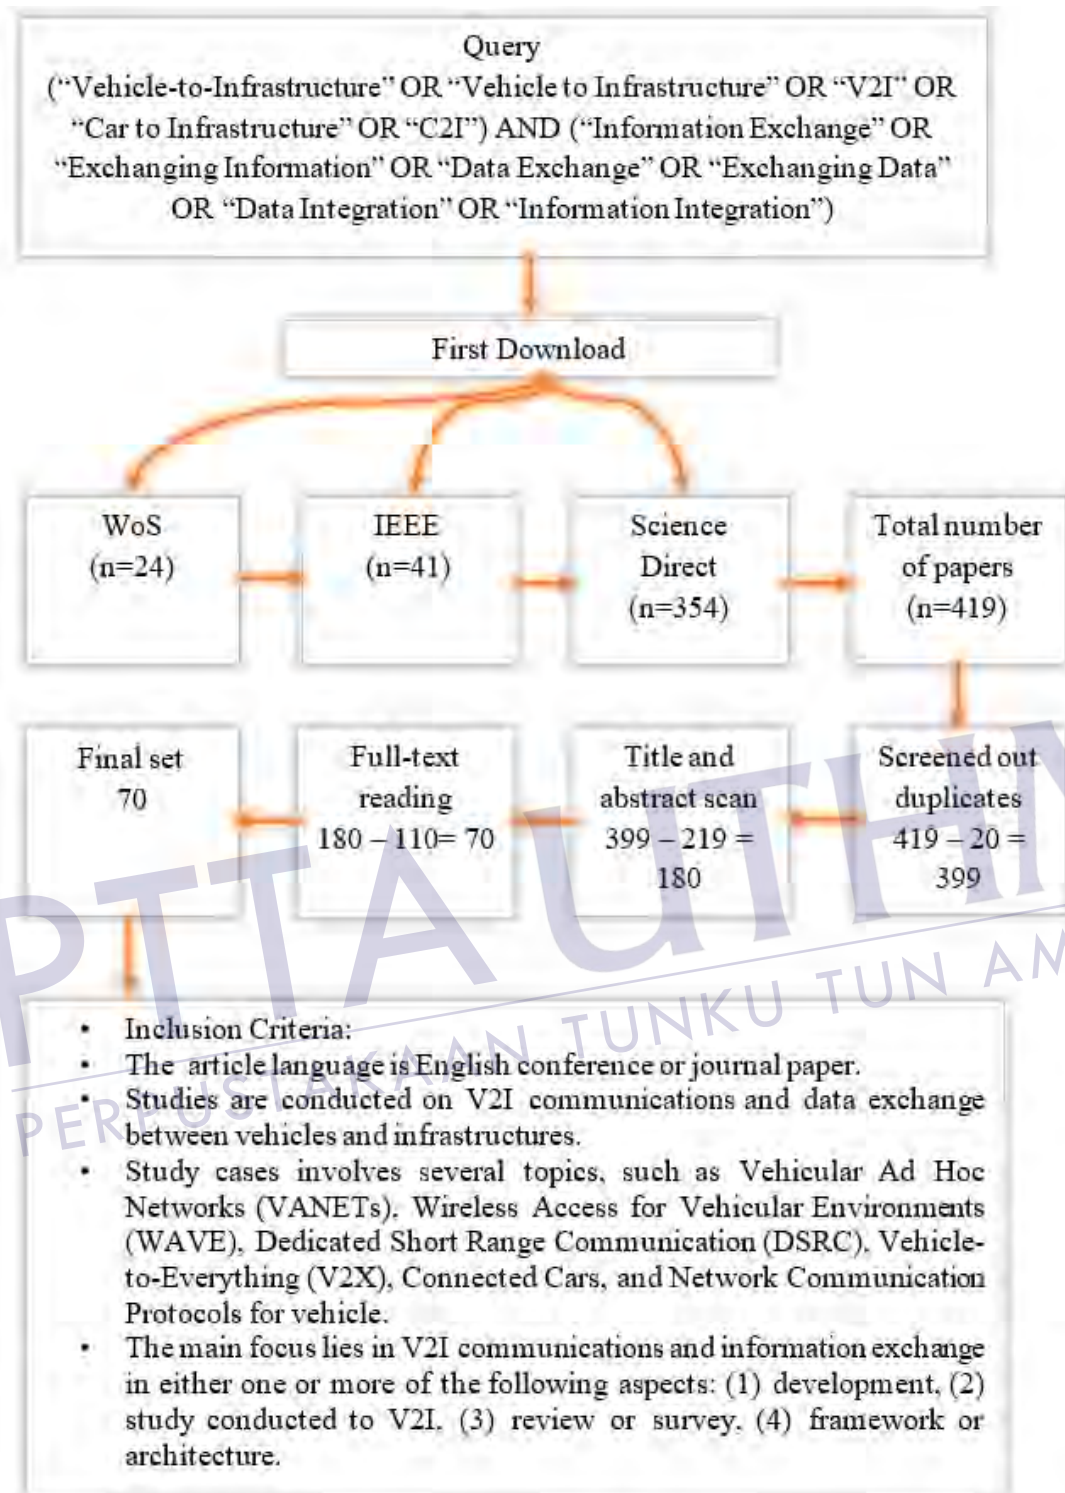 Query
(“Vehicle-to-Infrastructure” OR “Vehicle to Infrastructure” OR “V2I” OR
“Car to Infrastructure” OR “C2I”) AND (“Information Exchange” OR
“Exchanging Information” OR “Data Exchange” OR “Exchanging Data”
OR “Data Integration” OR “Information Integration”)
First Download
WoS
(n=24)
IEEE
(n=41)
Science
Direct
(n=354)
Total number
of papers
(n=419)
Final set
70
Full-text
reading
180 – 110= 70
Title and
abstract scan
399 – 219 =
180
Screened out
duplicates
419 – 20 =
399
• Inclusion Criteria:
• The article language is English conference or journal paper.
• Studies are conducted on V2I communications and data exchange
between vehicles and infrastructures.
• Study cases involves several topics, such as Vehicular Ad Hoc
Networks (VANETs), Wireless Access for Vehicular Environments
(WAVE), Dedicated Short Range Communication (DSRC), Vehicle-
to-Everything (V2X), Connected Cars, and Network Communication
Protocols for vehicle.
• The main focus lies in V2I communications and information exchange
in either one or more of the following aspects: (1) development, (2)
study conducted to V2I, (3) review or survey, (4) framework or
architecture.
PTTA UTHM
PERPUSTAKAAN TUNKU TUN AM